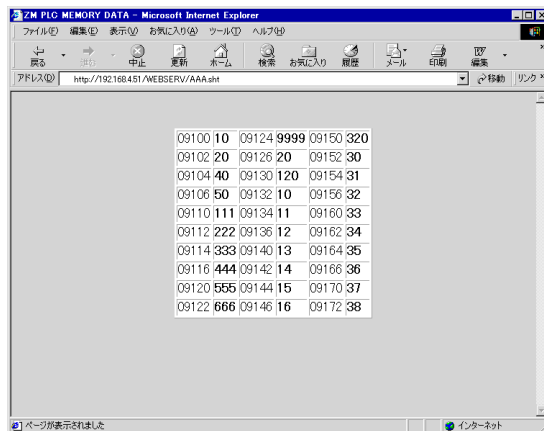 ZM PLC MEMORY DATA - Microsoft Internet Explorer
ファイル(F) 編集(E) 表示(V) お気に入り(A) ツール(T) ヘルプ(H)
戻る 進む 中止 更新 ホーム 検索 お気に入り 履歴 メール 印刷 編集
アドレス(D) http://192.168.4.51/WEBSERV/AAA.sht 移動 リンク
09100 10 09124 9999 09150 320
09102 20 09126 20 09152 30
09104 40 09130 120 09154 31
09106 50 09132 10 09156 32
09110 111 09134 11 09160 33
09112 222 09136 12 09162 34
09114 333 09140 13 09164 35
09116 444 09142 14 09166 36
09120 555 09144 15 09170 37
09122 666 09146 16 09172 38
ページが表示されました インターネット